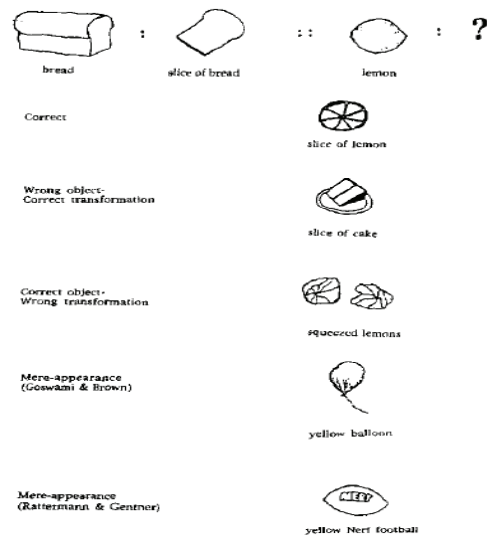 : :: : ?
bread slice of bread lemon
Correct
slice of lemon
Wrong object-
Correct transformation
slice of cake
Correct object-
Wrong transformation
squeezed lemons
Mere-appearance
(Goswami & Brown)
yellow balloon
NERF
Mere-appearance
(Rattermann & Gentner)
yellow Nerf football